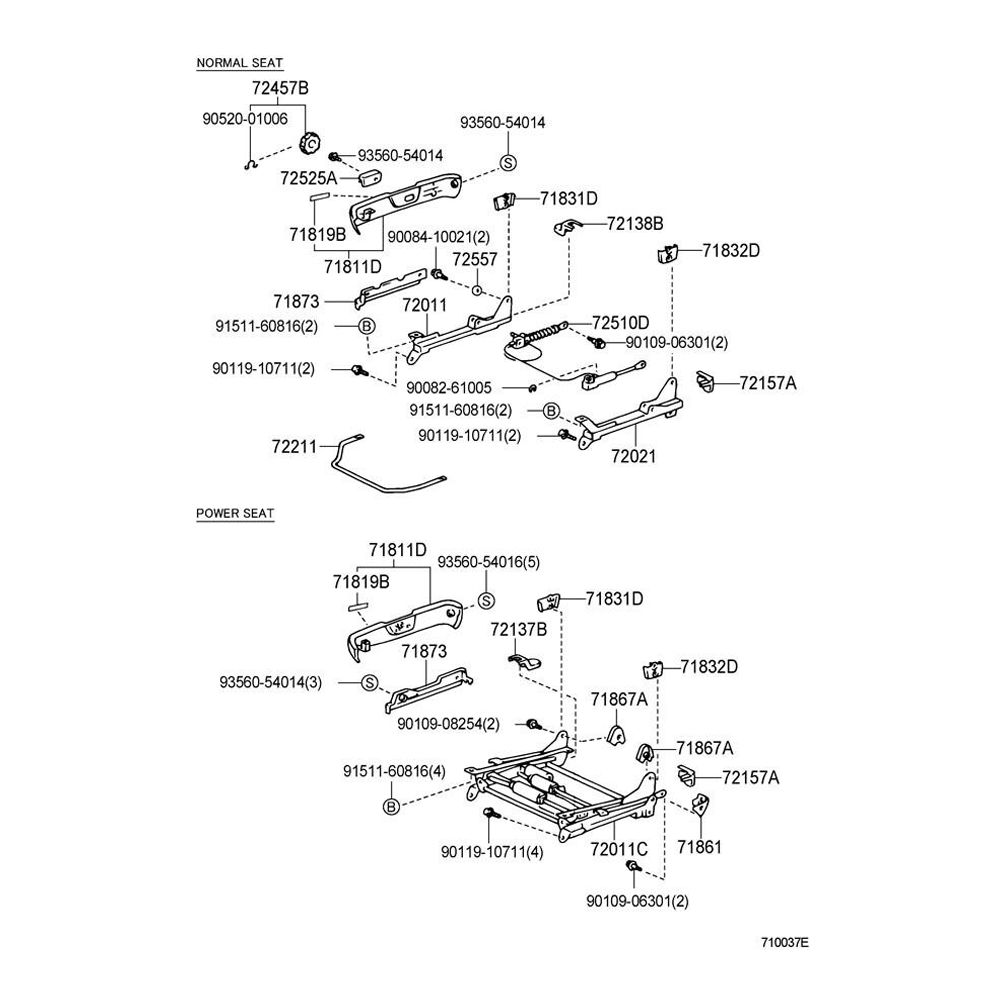 NORMAL SEAT
72457B
90520-01006
93560-54014
93560-54014
72525A
71831D
72138B
71819B
90084-10021(2)
71832D
71811D
72557
71873
72011
91511-60816(2)
B
S
72510D
90109-06301(2)
90119-10711(2)
90082-61005
72157A
91511-60816(2)
B
90119-10711(2)
72211
72021
POWER SEAT
71811D
93560-54016(5)
71819B
S
71831D
72137B
71873
71832D
93560-54014(3)
S
71867A
90109-08254(2)
71867A
91511-60816(4)
B
72157A
90119-10711(4)
72011C
71861
90109-06301(2)
710037E